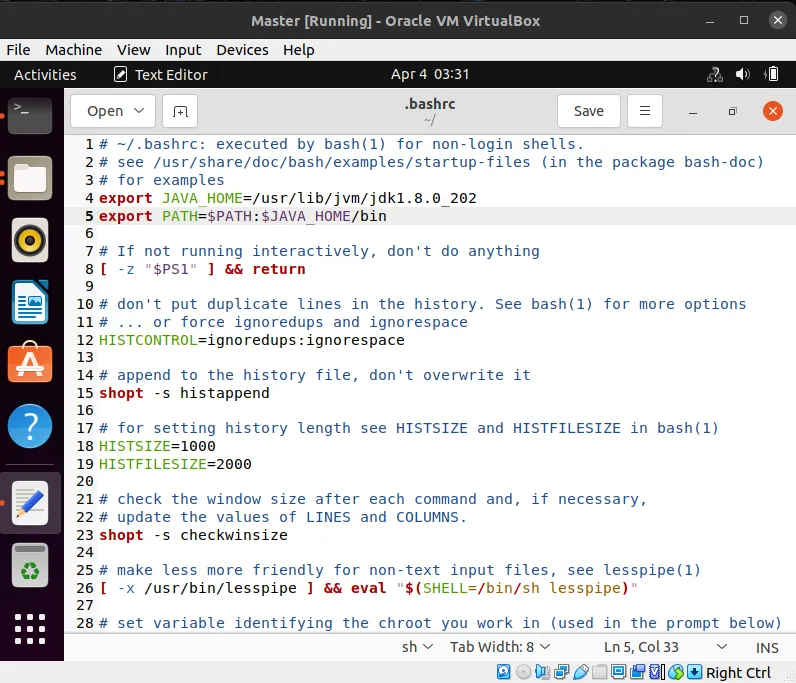 Master [Running] - Oracle VM VirtualBox
File Machine View Input Devices Help
Activities Text Editor Apr 4 03:31
Open .bashrc Save
~/
1 # ~/.bashrc: executed by bash(1) for non-login shells.
2 # see /usr/share/doc/bash/examples/startup-files (in the package bash-doc)
3 # for examples
4 export JAVA_HOME=/usr/lib/jvm/jdk1.8.0_202
5 export PATH=$PATH:$JAVA_HOME/bin
6
7 # If not running interactively, don't do anything
8 [ -z "$PS1" ] && return
9
10 # don't put duplicate lines in the history. See bash(1) for more options
11 # ... or force ignoredups and ignorespace
12 HISTCONTROL=ignoredups:ignorespace
13
14 # append to the history file, don't overwrite it
15 shopt -s histappend
16
17 # for setting history length see HISTSIZE and HISTFILESIZE in bash(1)
18 HISTSIZE=1000
19 HISTFILESIZE=2000
20
21 # check the window size after each command and, if necessary,
22 # update the values of LINES and COLUMNS.
23 shopt -s checkwinsize
24
25 # make less more friendly for non-text input files, see lesspipe(1)
26 [ -x /usr/bin/lesspipe ] && eval "$(SHELL=/bin/sh lesspipe)"
27
28 # set variable identifying the chroot you work in (used in the prompt below)
sh Tab Width: 8 Ln 5, Col 33 INS
Right Ctrl